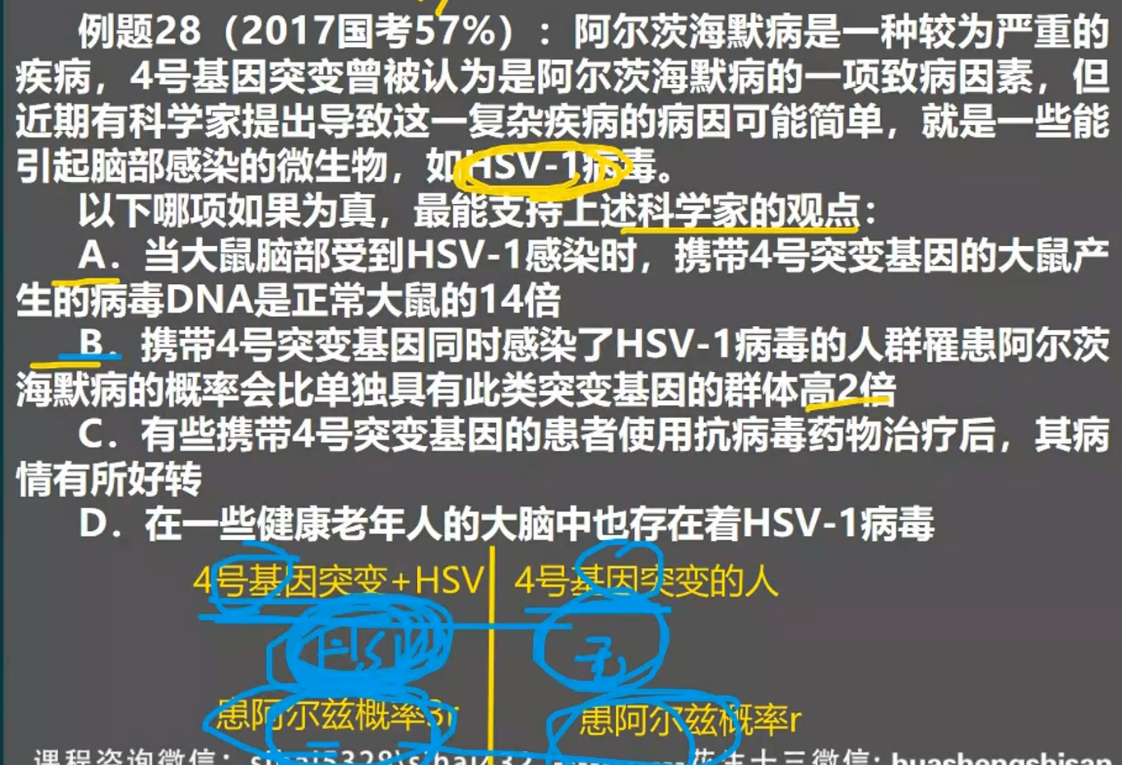 例题28（2017国考57%）：阿尔茨海默病是一种较为严重的
疾病，4号基因突变曾被认为是阿尔茨海默病的一项致病因素，但
近期有科学家提出导致这一复杂疾病的病因可能简单，就是一些能
引起脑部感染的微生物，如HSV-1病毒。
以下哪项如果为真，最能支持上述科学家的观点：
A．当大鼠脑部受到HSV-1感染时，携带4号突变基因的大鼠产
生的病毒DNA是正常大鼠的14倍
B．携带4号突变基因同时感染了HSV-1病毒的人群罹患阿尔茨
海默病的概率会比单独具有此类突变基因的群体高2倍
C．有些携带4号突变基因的患者使用抗病毒药物治疗后，其病
情有所好转
D．在一些健康老年人的大脑中也存在着HSV-1病毒
4号基因突变+HSV 4号基因突变的人
HSV 无
患阿尔兹概率3r 患阿尔兹概率r
课程咨询微信：
微信: huashengshisan